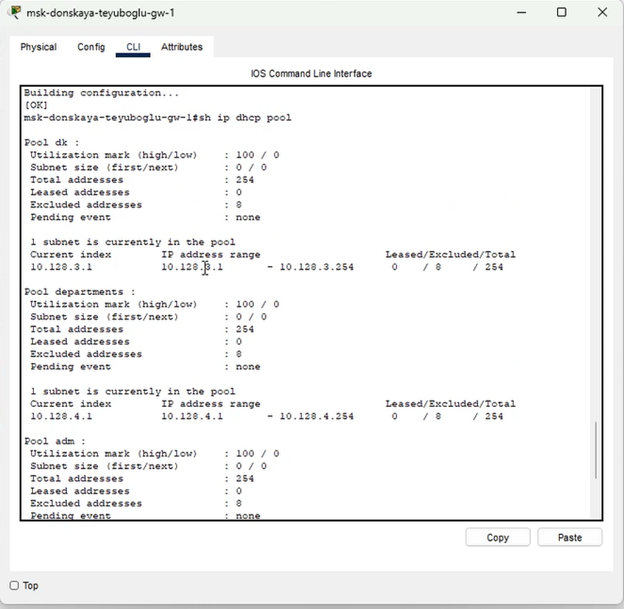 msk-donskaya-teyuboglu-gw-1
Physical Config CLI Attributes
IOS Command Line Interface
Building configuration...
[OK]
msk-donskaya-teyuboglu-gw-1#sh ip dhcp pool
Pool dk :
Utilization mark (high/low) : 100 / 0
Subnet size (first/next) : 0 / 0
Total addresses : 254
Leased addresses : 0
Excluded addresses : 8
Pending event : none
1 subnet is currently in the pool
Current index IP address range Leased/Excluded/Total
10.128.3.1 10.128.3.1 - 10.128.3.254 0 / 8 / 254
Pool departments :
Utilization mark (high/low) : 100 / 0
Subnet size (first/next) : 0 / 0
Total addresses : 254
Leased addresses : 0
Excluded addresses : 8
Pending event : none
1 subnet is currently in the pool
Current index IP address range Leased/Excluded/Total
10.128.4.1 10.128.4.1 - 10.128.4.254 0 / 8 / 254
Pool adm :
Utilization mark (high/low) : 100 / 0
Subnet size (first/next) : 0 / 0
Total addresses : 254
Leased addresses : 0
Excluded addresses : 8
Pending event : none
Copy Paste
Top